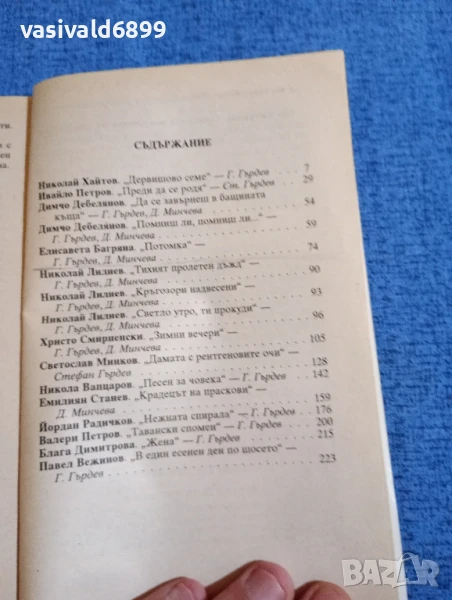 vasivald6899
ти.
с
ен
а.
СЪДЪРЖАНИЕ
Николай Хайтов. „Дервишово семе“ — Г. Гърдев . . . 7
Ивайло Петров. „Преди да се родя“ — Ст. Гърдев . . . 29
Димчо Дебелянов. „Да се завърнеш в бащината
къща“ — Г. Гърдев, Д. Минчева . . . 54
Димчо Дебелянов. „Помниш ли, помниш ли...“ —
Г. Гърдев, Д. Минчева . . . 59
Елисавета Багряна. „Потомка“ —
Г. Гърдев, Д. Минчева . . . 74
Николай Лилиев. „Тихият пролетен дъжд“ —
Г. Гърдев, Д. Минчева . . . 90
Николай Лилиев. „Кръгозори надвесени“ —
Г. Гърдев, Д. Минчева . . . 93
Николай Лилиев. „Светло утро, ти прокуди“ —
Г. Гърдев, Д. Минчева . . . 96
Христо Смирненски. „Зимни вечери“ —
Г. Гърдев, Д. Минчева . . . 105
Светослав Минков. „Дамата с рентгеновите очи“ —
Стефан Гърдев . . . 128
Никола Вапцаров. „Песен за човека“ — Г. Гърдев . . . 142
Емилиян Станев. „Крадецът на праскови“ —
Д. Минчева . . . 159
Йордан Радичков. „Нежната спирала“ — Г. Гърдев . . . 176
Валери Петров. „Тавански спомен“ — Г. Гърдев . . . 200
Блага Димитрова. „Жена“ — Г. Гърдев . . . 215
Павел Вежинов. „В един есенен ден по шосето“ —
Г. Гърдев . . . 223
bazar.bg